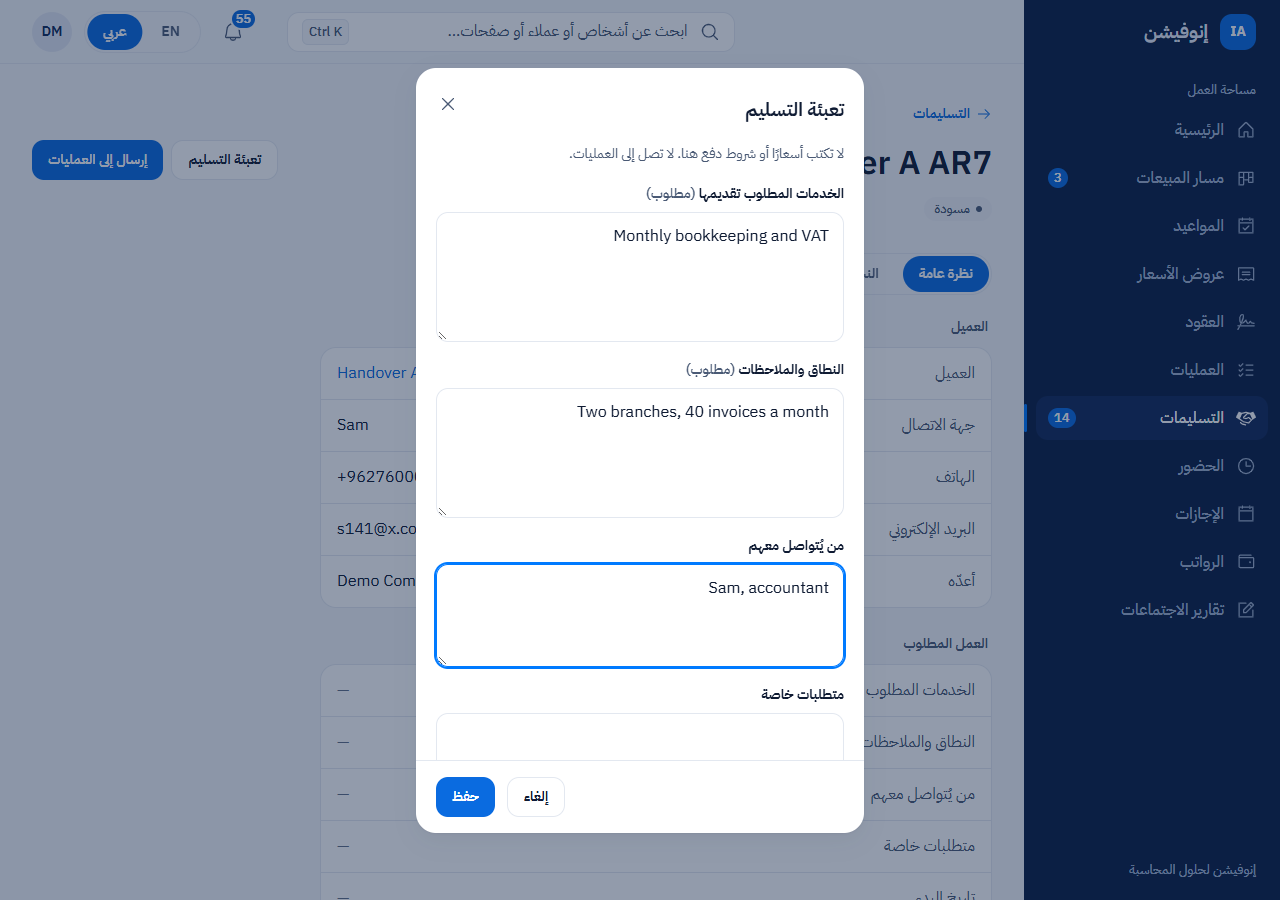 IA
إنوڤيشن
مساحة العمل
الرئيسية
مسار المبيعات
3
المواعيد
عروض الأسعار
العقود
العمليات
التسليمات
14
الحضور
الإجازات
الرواتب
تقارير الاجتماعات
إنوڤيشن لحلول المحاسبة
ابحث عن أشخاص أو عملاء أو صفحات...
Ctrl K
55
EN
عربي
DM
التسليمات
er A AR7
مسودة
تعبئة التسليم
إرسال إلى العمليات
نظرة عامة
العميل
العميل
Handover A
جهة الاتصال
Sam
الهاتف
+9627600
البريد الإلكتروني
s141@x.co
أعدّه
Demo Com
العمل المطلوب
الخدمات المطلوب
—
النطاق والملاحظات
—
من يُتواصل معهم
—
متطلبات خاصة
—
تاريخ البدء
—
تعبئة التسليم
لا تكتب أسعارًا أو شروط دفع هنا. لا تصل إلى العمليات.
الخدمات المطلوب تقديمها (مطلوب)
Monthly bookkeeping and VAT
النطاق والملاحظات (مطلوب)
Two branches, 40 invoices a month
من يُتواصل معهم
Sam, accountant
متطلبات خاصة
إلغاء
حفظ